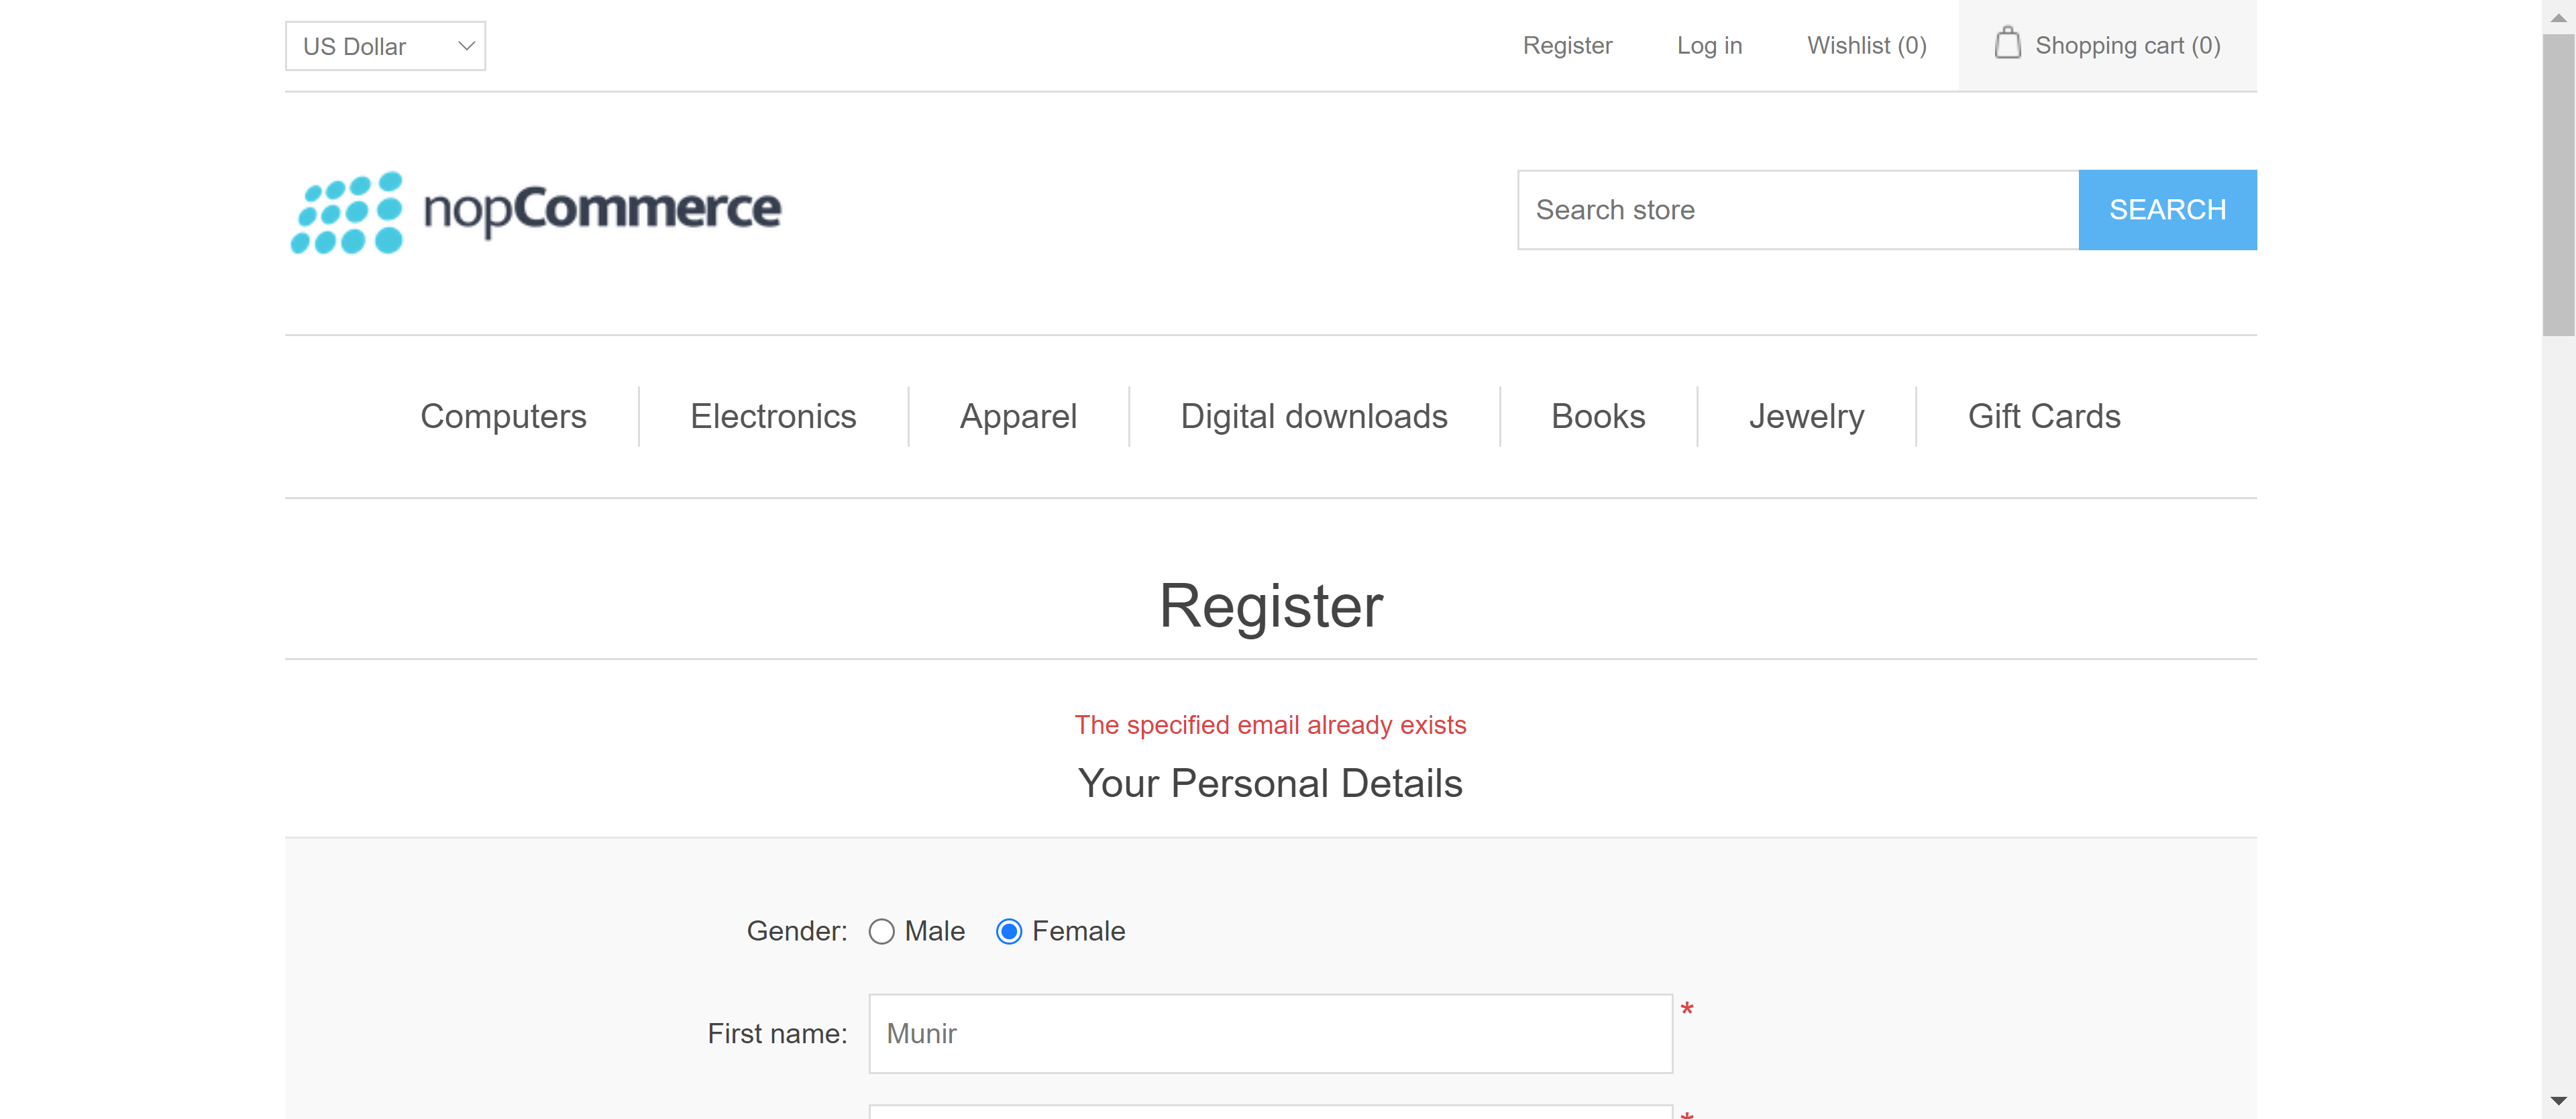 US Dollar
Register Log in Wishlist (0) Shopping cart (0)
nopCommerce
Search store SEARCH
Computers Electronics Apparel Digital downloads Books Jewelry Gift Cards
Register
The specified email already exists
Your Personal Details
Gender: Male Female
First name: Munir *
*